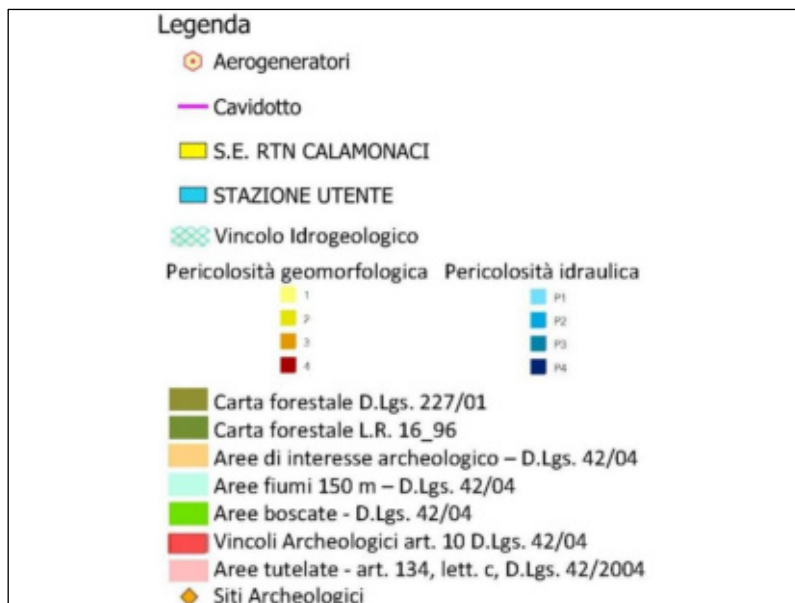 Legenda
Aerogeneratori
Cavidotto
S.E. RTN CALAMONACI
STAZIONE UTENTE
Vincolo Idrogeologico
Pericolosità geomorfologica Pericolosità idraulica
1 P1
2 P2
3 P3
4 P4
Carta forestale D.Lgs. 227/01
Carta forestale L.R. 16_96
Aree di interesse archeologico – D.Lgs. 42/04
Aree fiumi 150 m – D.Lgs. 42/04
Aree boscate - D.Lgs. 42/04
Vincoli Archeologici art. 10 D.Lgs. 42/04
Aree tutelate - art. 134, lett. c, D.Lgs. 42/2004
Siti Archeologici